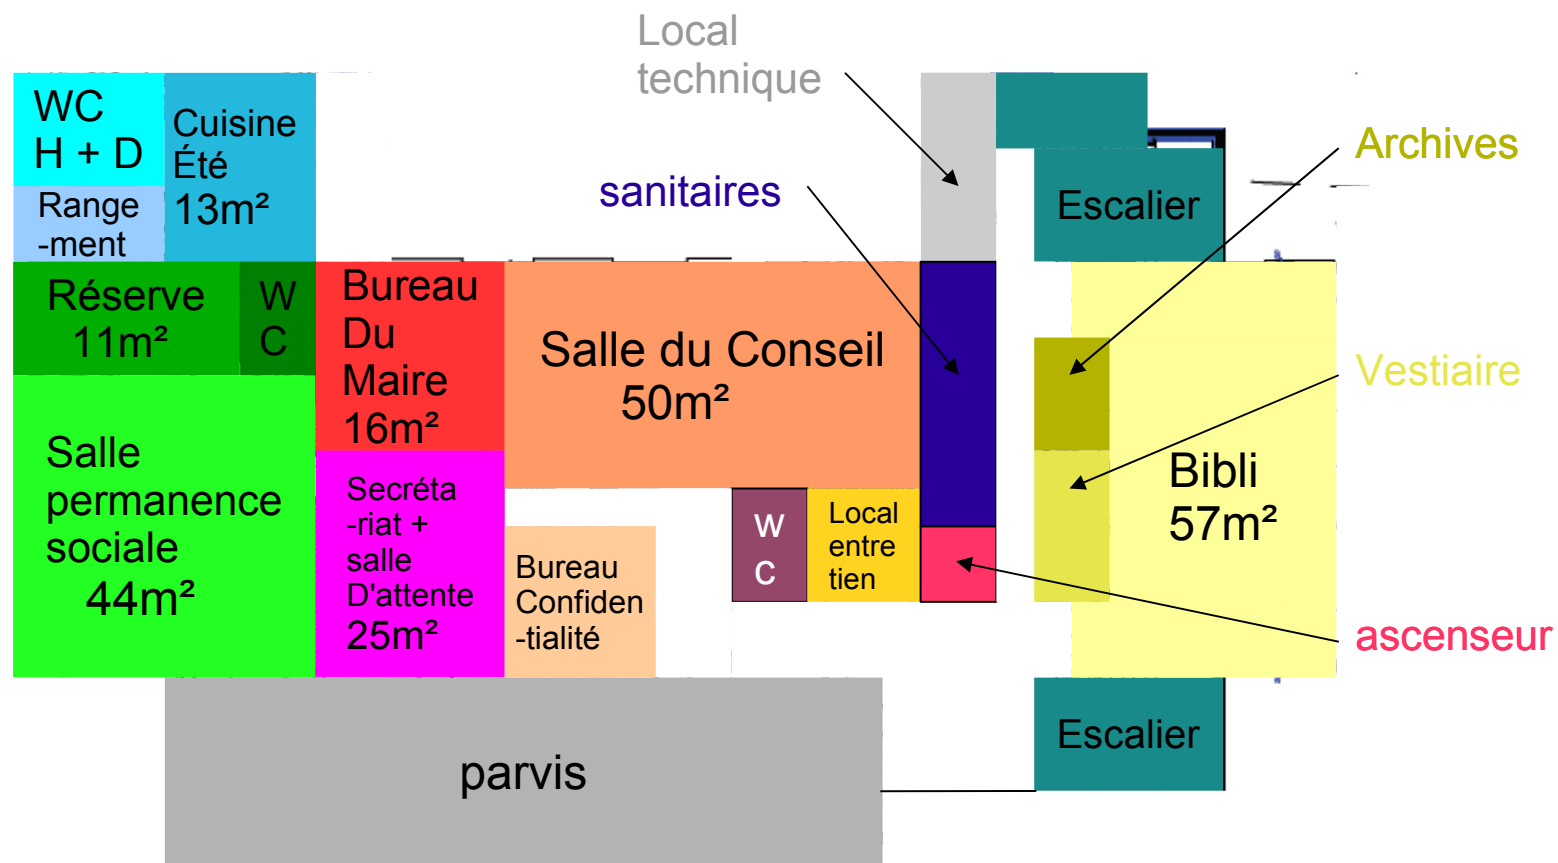 Local
technique
WC
H + D
Cuisine
Été
13m²
Range
-ment
sanitaires
Archives
Escalier
Réserve
11m²
W
C
Bureau
Du
Maire
16m²
Salle du Conseil
50m²
Vestiaire
Salle
permanence
sociale
44m²
Secréta
-riat +
salle
D'attente
25m²
Bureau
Confiden
-tialité
W
C
Local
entre
tien
Bibli
57m²
ascenseur
Escalier
parvis